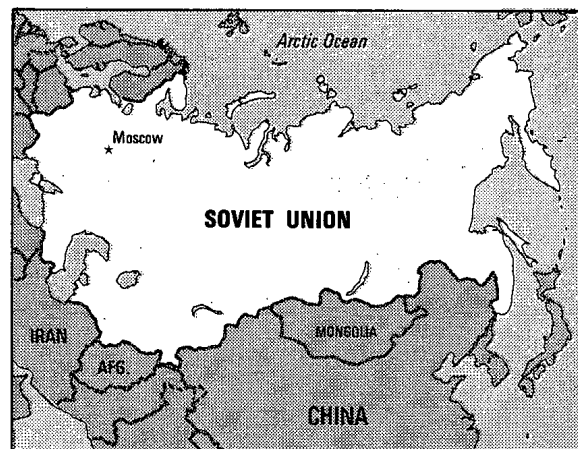 Arctic Ocean
Moscow
SOVIET UNION
IRAN
MONGOLIA
AFG.
CHINA